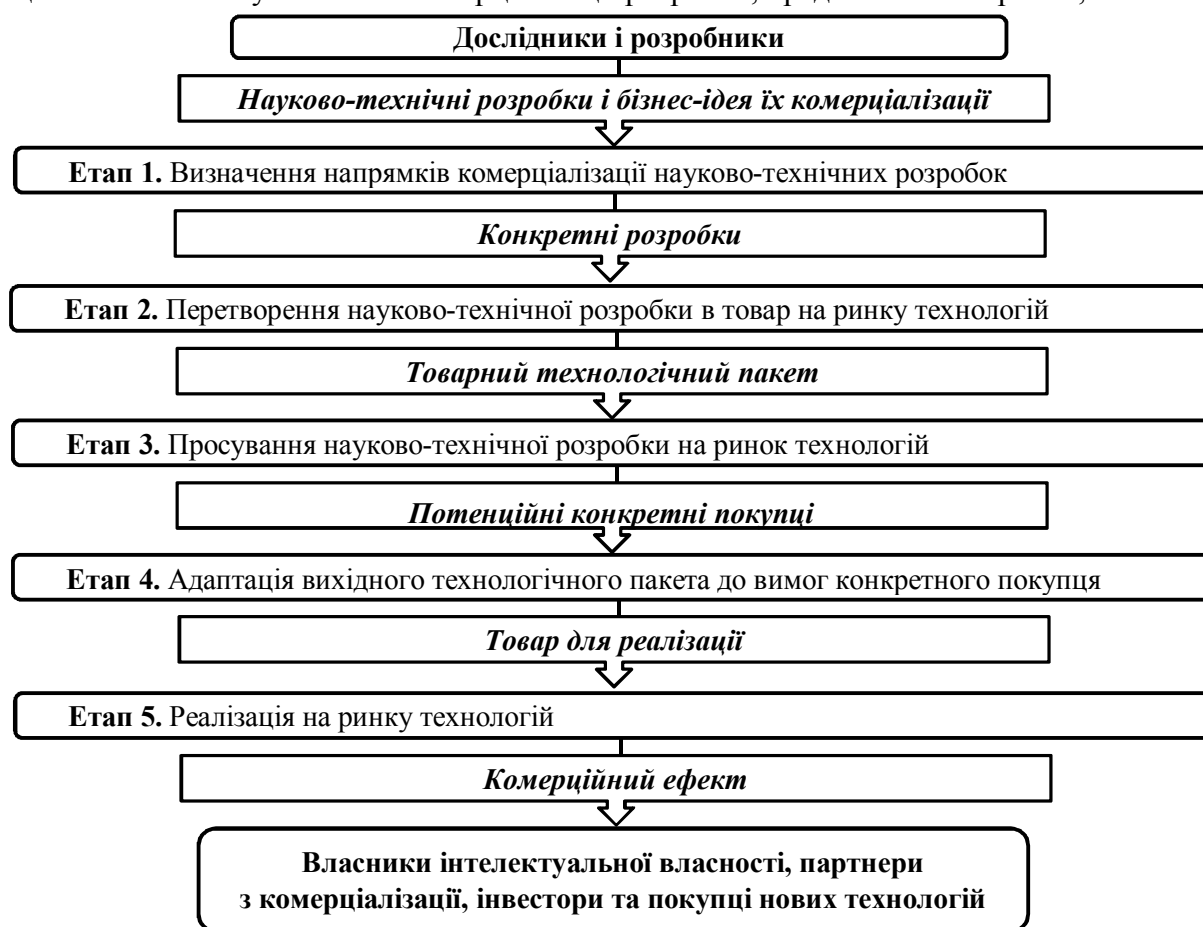 Дослідники і розробники
Науково-технічні розробки і бізнес-ідея їх комерціалізації
Етап 1. Визначення напрямків комерціалізації науково-технічних розробок
Конкретні розробки
Етап 2. Перетворення науково-технічної розробки в товар на ринку технологій
Товарний технологічний пакет
Етап 3. Просування науково-технічної розробки на ринок технологій
Потенційні конкретні покупці
Етап 4. Адаптація вихідного технологічного пакета до вимог конкретного покупця
Товар для реалізації
Етап 5. Реалізація на ринку технологій
Комерційний ефект
Власники інтелектуальної власності, партнери
з комерціалізації, інвестори та покупці нових технологій